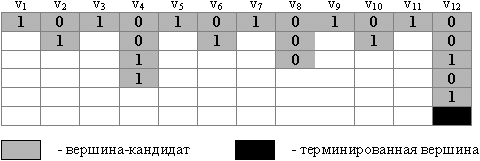 v1 v2 v3 v4 v5 v6 v7 v8 v9 v10 v11 v12
1 0 1 0 1 0 1 0 1 0 1 0
1 0 1 0 1 0
1 0 1
1 0
1
- вершина-кандидат - терминированная вершина